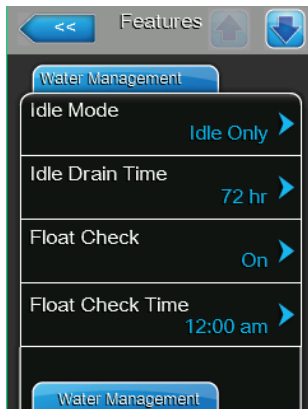 << Features
Water Management
Idle Mode
Idle Only
Idle Drain Time
72 hr
Float Check
On
Float Check Time
12:00 am
Water Management